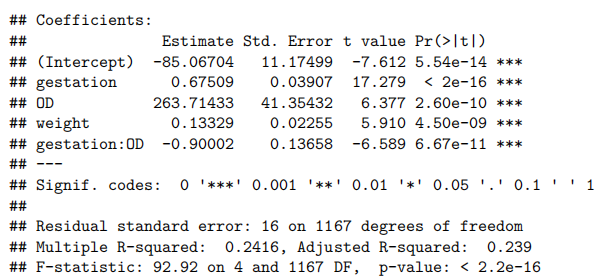 ## Coefficients:
##                Estimate Std. Error t value Pr(>|t|)
## (Intercept)  -85.06704   11.17499  -7.612 5.54e-14 ***
## gestation      0.67509    0.03907  17.279  < 2e-16 ***
## OD           263.71433   41.35432   6.377 2.60e-10 ***
## weight         0.13329    0.02255   5.910 4.50e-09 ***
## gestation:OD  -0.90002    0.13658  -6.589 6.67e-11 ***
## ---
## Signif. codes:  0 '***' 0.001 '**' 0.01 '*' 0.05 '.' 0.1 ' ' 1
##
## Residual standard error: 16 on 1167 degrees of freedom
## Multiple R-squared:  0.2416, Adjusted R-squared:  0.239
## F-statistic: 92.92 on 4 and 1167 DF,  p-value: < 2.2e-16